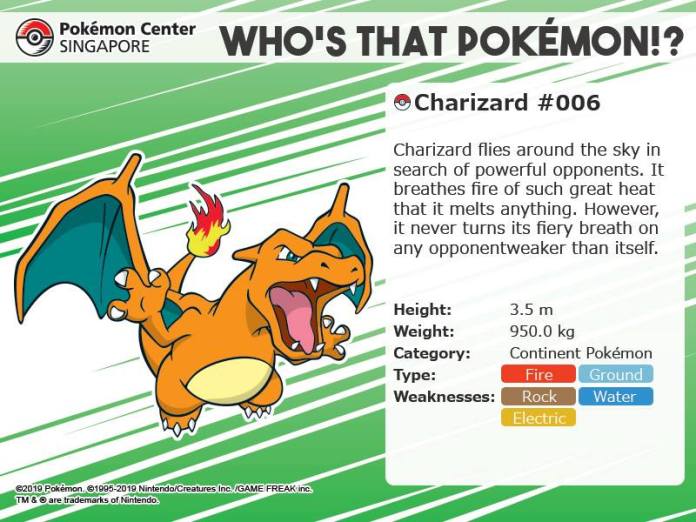 Pokémon Center
SINGAPORE
WHO'S THAT POKÉMON!?
Charizard #006
Charizard flies around the sky in
search of powerful opponents. It
breathes fire of such great heat
that it melts anything. However,
it never turns its fiery breath on
any opponentweaker than itself.
Height: 3.5 m
Weight: 950.0 kg
Category: Continent Pokémon
Type: Fire Ground
Weaknesses: Rock Water
Electric
©2019 Pokémon. ©1995-2019 Nintendo/Creatures Inc. /GAME FREAK inc.
TM & ® are trademarks of Nintendo.